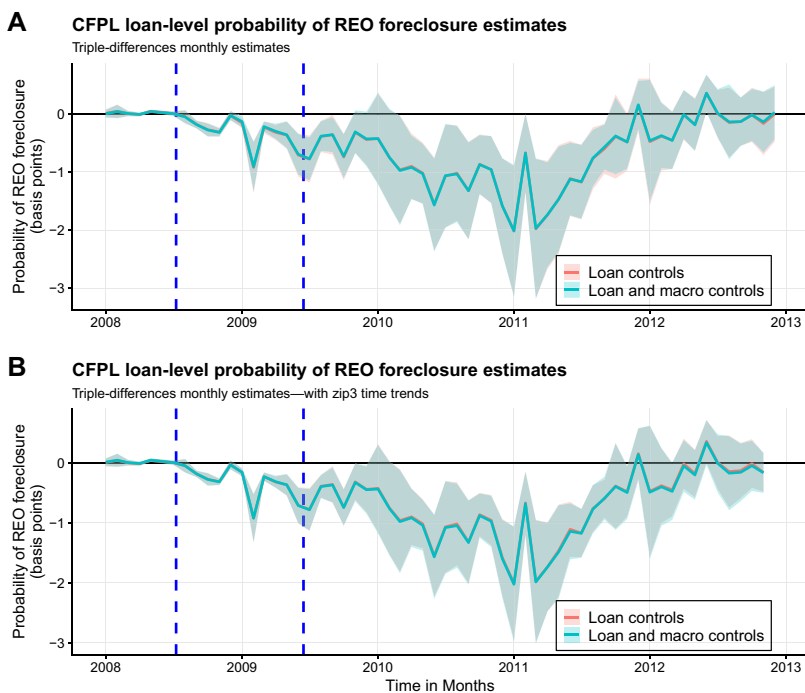 A
CFPL loan-level probability of REO foreclosure estimates
Triple-differences monthly estimates
Probability of REO foreclosure
(basis points)
0
−1
−2
−3
Loan controls
Loan and macro controls
2008 2009 2010 2011 2012 2013
B
CFPL loan-level probability of REO foreclosure estimates
Triple-differences monthly estimates—with zip3 time trends
Probability of REO foreclosure
(basis points)
0
−1
−2
−3
Loan controls
Loan and macro controls
2008 2009 2010 2011 2012 2013
Time in Months